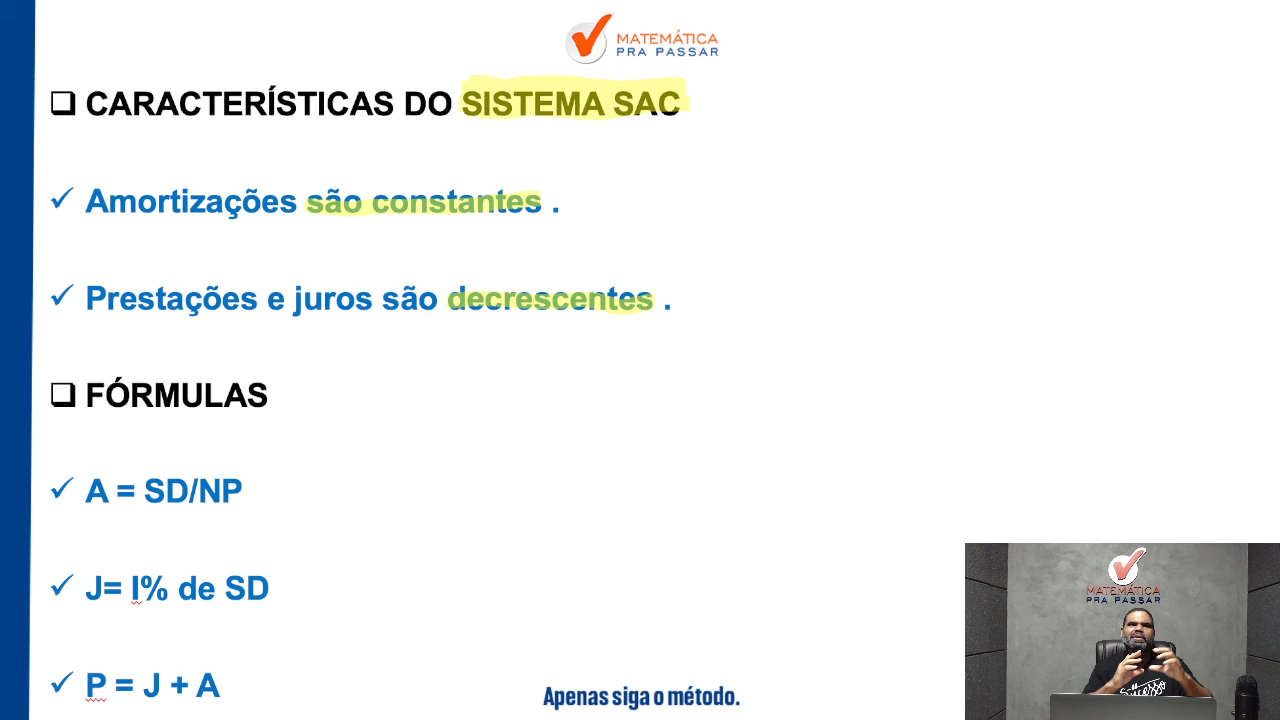 MATEMÁTICA
PRA PASSAR
CARACTERÍSTICAS DO SISTEMA SAC
Amortizações são constantes .
Prestações e juros são decrescentes .
FÓRMULAS
A = SD/NP
J= I% de SD
P = J + A
MATEMÁTICA
PRA PASSAR
Sucesso
Apenas siga o método.